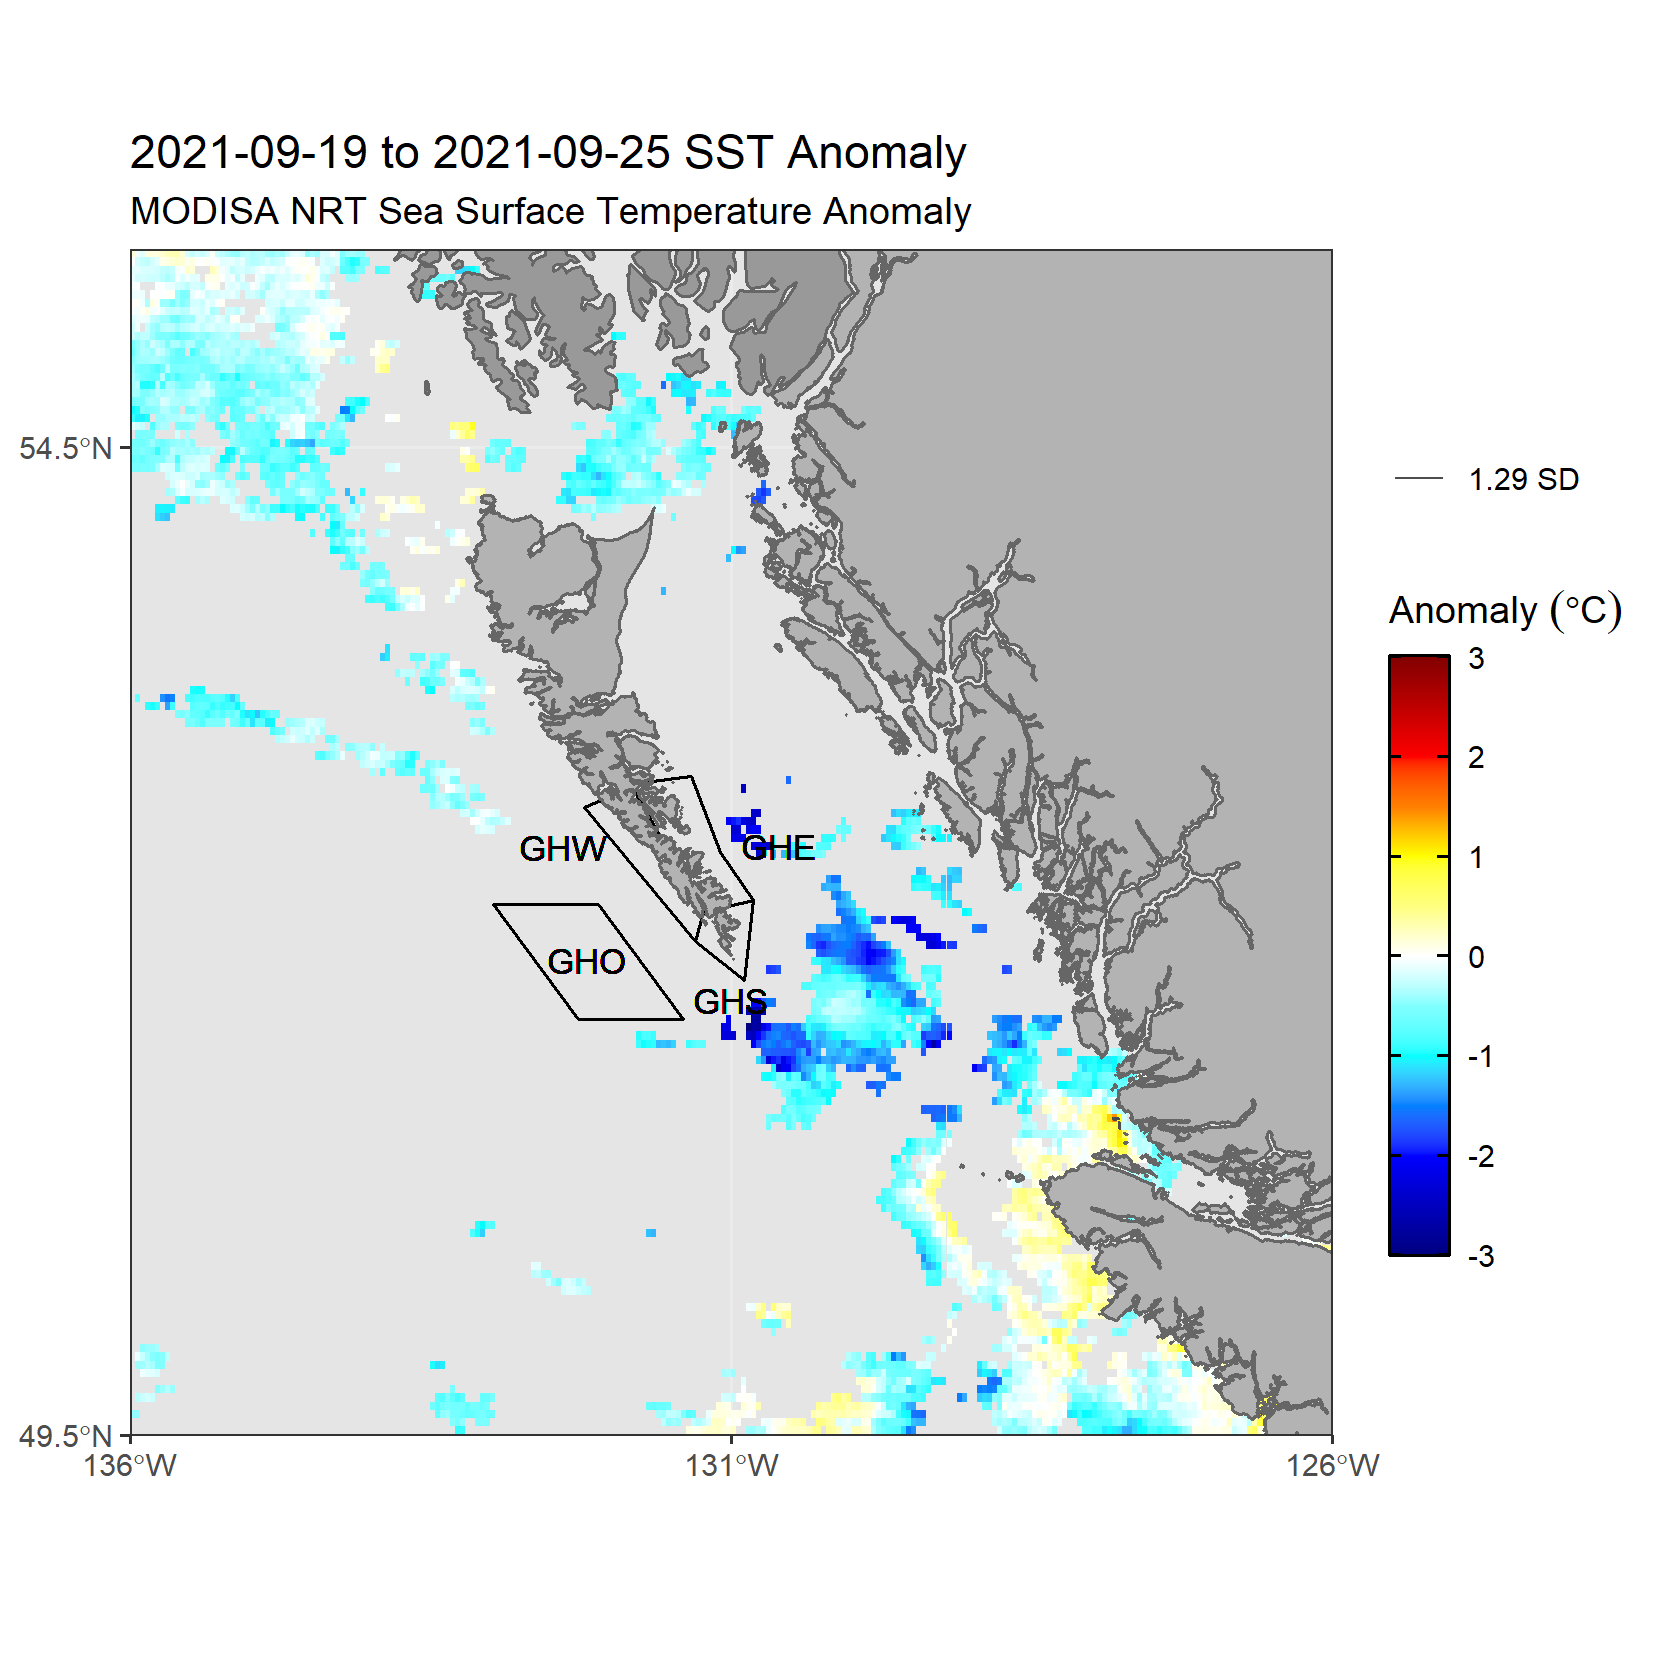 2021-09-19 to 2021-09-25 SST Anomaly
MODISA NRT Sea Surface Temperature Anomaly
54.5°N
1.29 SD
Anomaly (°C)
3
2
1
0
-1
-2
-3
GHW
GHE
GHO
GHS
49.5°N
136°W
131°W
126°W